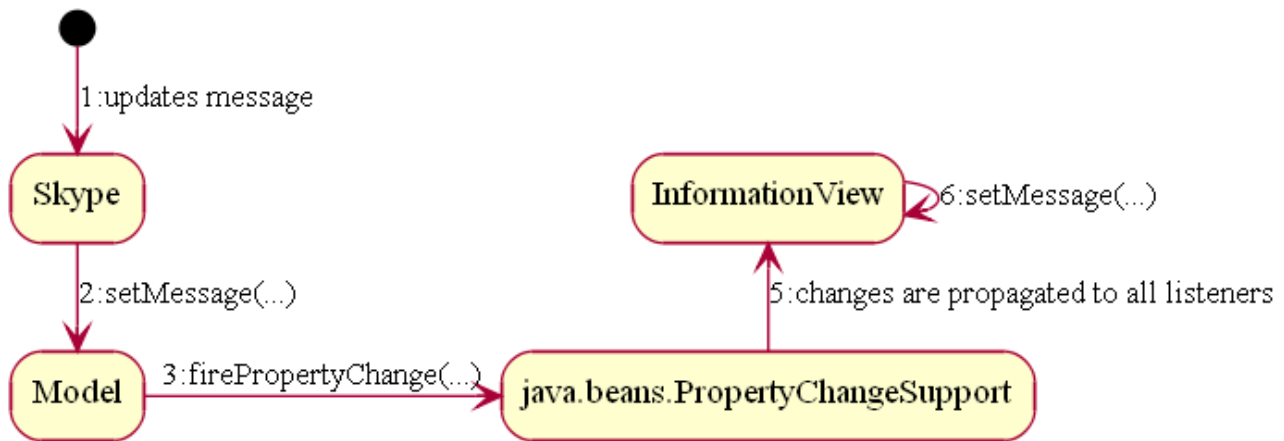 1:updates message
Skype
InformationView
6:setMessage(...)
2:setMessage(...)
5:changes are propagated to all listeners
Model
3:firePropertyChange(...)
java.beans.PropertyChangeSupport